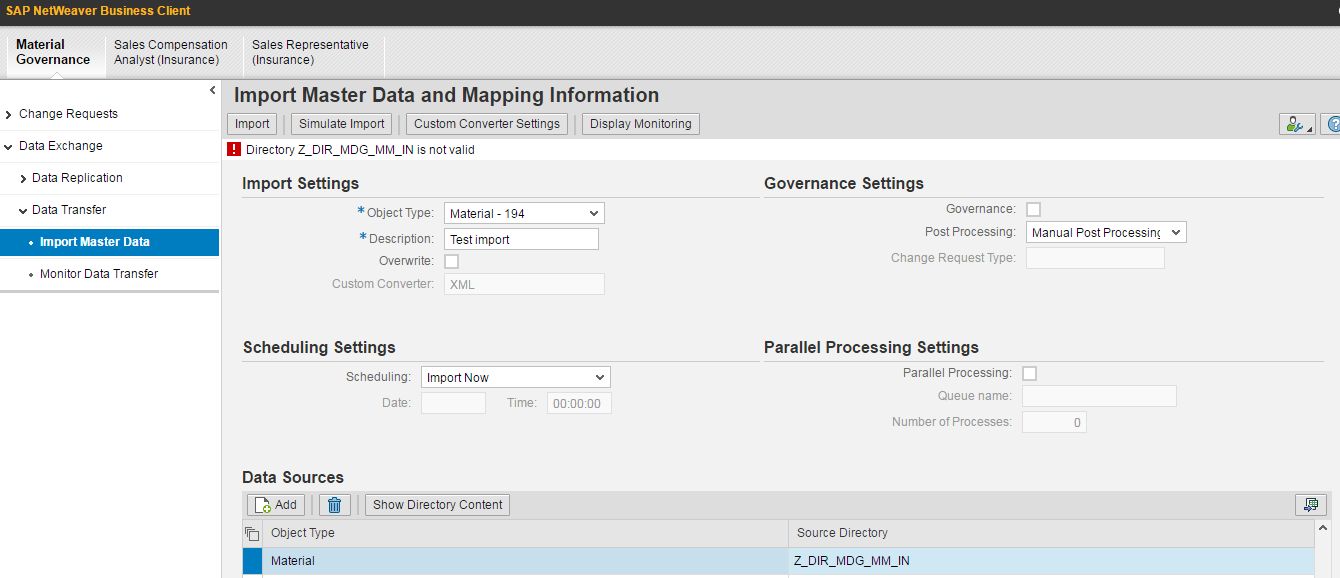 SAP NetWeaver Business Client
Material Governance
Sales Compensation Analyst (Insurance)
Sales Representative (Insurance)
Change Requests
Data Exchange
Data Replication
Data Transfer
Import Master Data
Monitor Data Transfer
Import Master Data and Mapping Information
Import Simulate Import Custom Converter Settings Display Monitoring
Directory Z_DIR_MDG_MM_IN is not valid
Import Settings
* Object Type: Material - 194
* Description: Test import
Overwrite:
Custom Converter: XML
Governance Settings
Governance:
Post Processing: Manual Post Processing
Change Request Type:
Scheduling Settings
Scheduling: Import Now
Date: Time: 00:00:00
Parallel Processing Settings
Parallel Processing:
Queue name:
Number of Processes: 0
Data Sources
Add Show Directory Content
Object Type Source Directory
Material Z_DIR_MDG_MM_IN